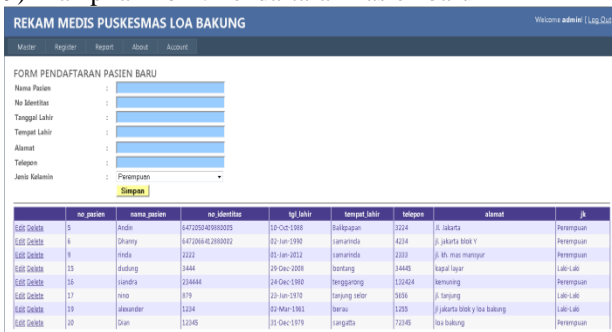 REKAM MEDIS PUSKESMAS LOA BAKUNG
Welcome admin! [ Log Out
Master Register Report About Account
FORM PENDAFTARAN PASIEN BARU
Nama Pasien :
No Identitas :
Tanggal Lahir :
Tempat Lahir :
Alamat :
Telepon :
Jenis Kelamin : Perempuan
Simpan
no_pasien nama_pasien no_identitas tgl_lahir tempat_lahir telepon alamat jk
Edit Delete 5 Andin 6472050409880005 10-Oct-1988 Balikpapan 3224 Jl. Jakarta Perempuan
Edit Delete 6 Dhanny 6472066412880002 02-Jun-1990 samarinda 4234 jl. jakarta blok Y Perempuan
Edit Delete 9 rinda 2222 01-Jan-2012 samarinda 2333 jl. kh. mas mansyur Perempuan
Edit Delete 15 dudung 3444 29-Dec-2008 bontang 34445 kapal layar Laki-Laki
Edit Delete 16 siandra 234444 24-Dec-1980 tenggarong 132424 kemuning Perempuan
Edit Delete 17 nino 879 23-Jun-1970 tanjung selor 5656 jl. tanjung Laki-Laki
Edit Delete 19 alexander 1234 02-Mar-1961 berau 1255 jl jakarta blok y loa bakung Laki-Laki
Edit Delete 20 Dian 12345 31-Dec-1979 sangatta 72345 loa bakung Perempuan